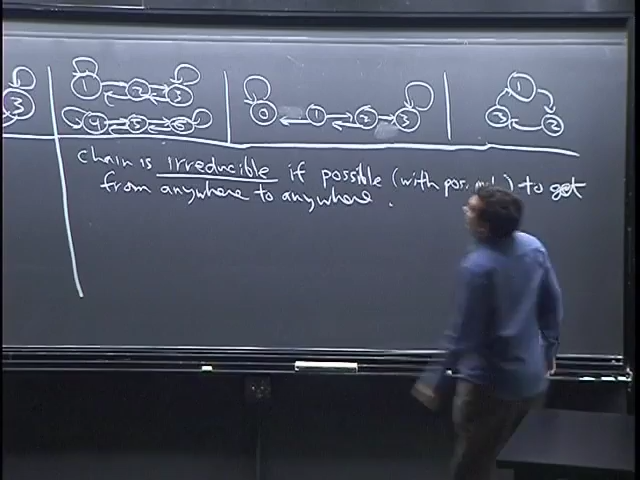 3
1 2 3
4 5 6
0 1 2 3
1
3 2
chain is irreducible if possible (with pos. ) to get
from anywhere to anywhere.